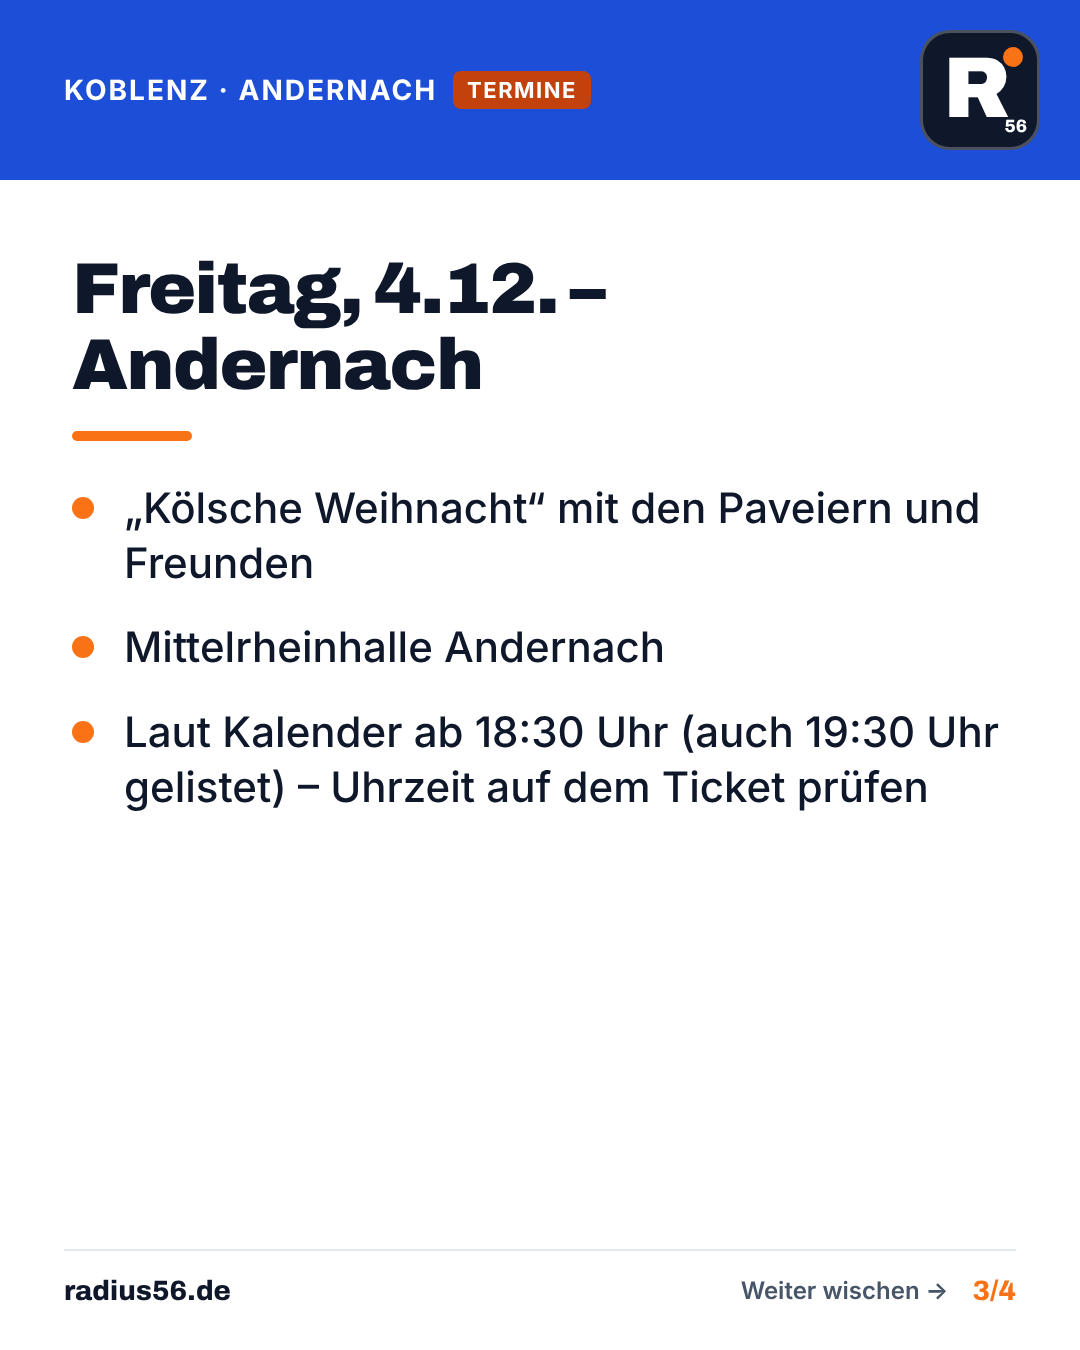 KOBLENZ · ANDERNACH TERMINE
R
56
Freitag, 4.12. –
Andernach
„Kölsche Weihnacht“ mit den Paveiern und
Freunden
Mittelrheinhalle Andernach
Laut Kalender ab 18:30 Uhr (auch 19:30 Uhr
gelistet) – Uhrzeit auf dem Ticket prüfen
radius56.de
Weiter wischen → 3/4